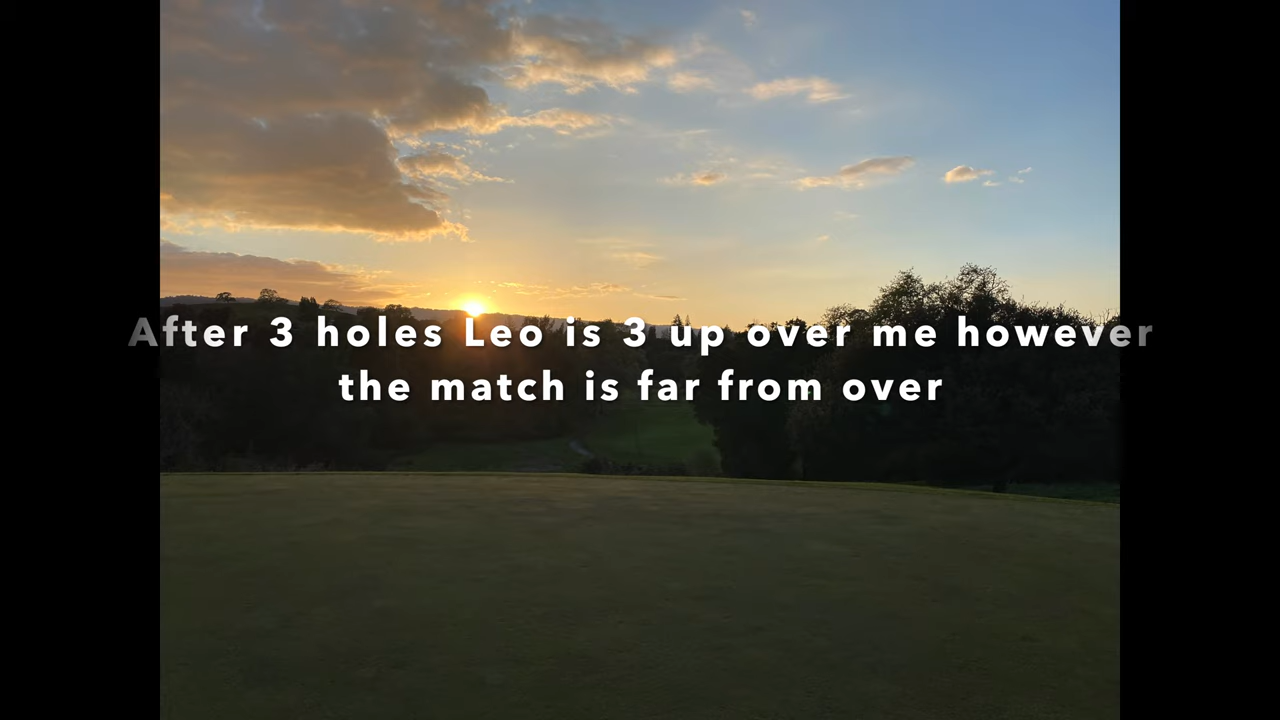 After 3 holes Leo is 3 up over me however
the match is far from over